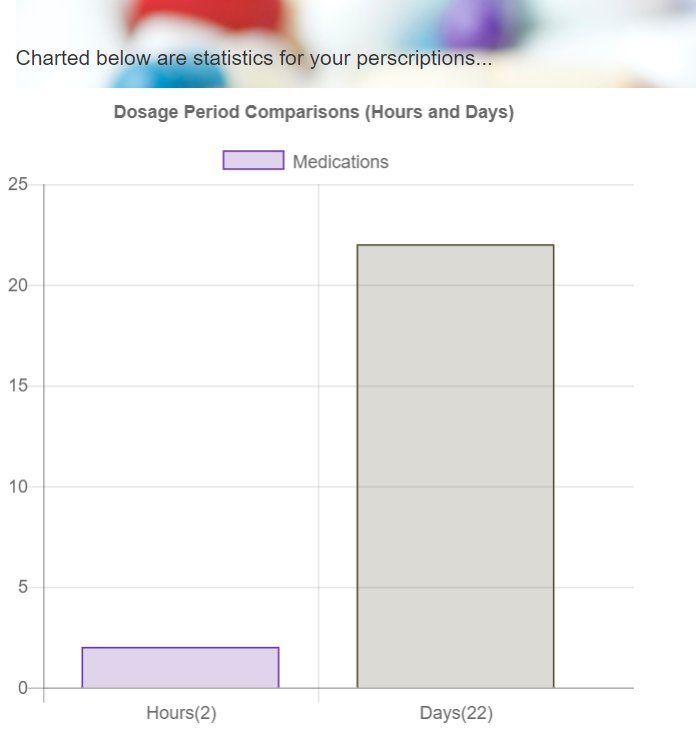 Charted below are statistics for your perscriptions...
Dosage Period Comparisons (Hours and Days)
Medications
25
20
15
10
5
0
Hours(2) Days(22)